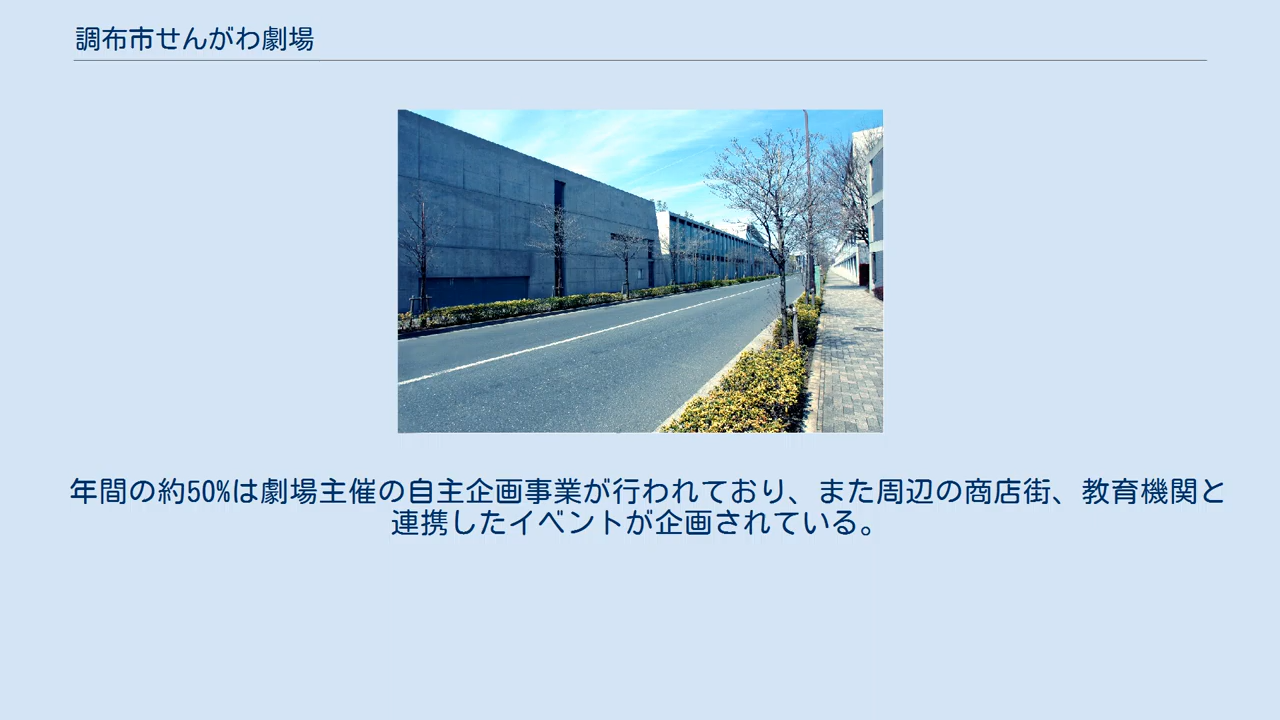 調布市せんがわ劇場
年間の約50%は劇場主催の自主企画事業が行われており、また周辺の商店街、教育機関と
連携したイベントが企画されている。